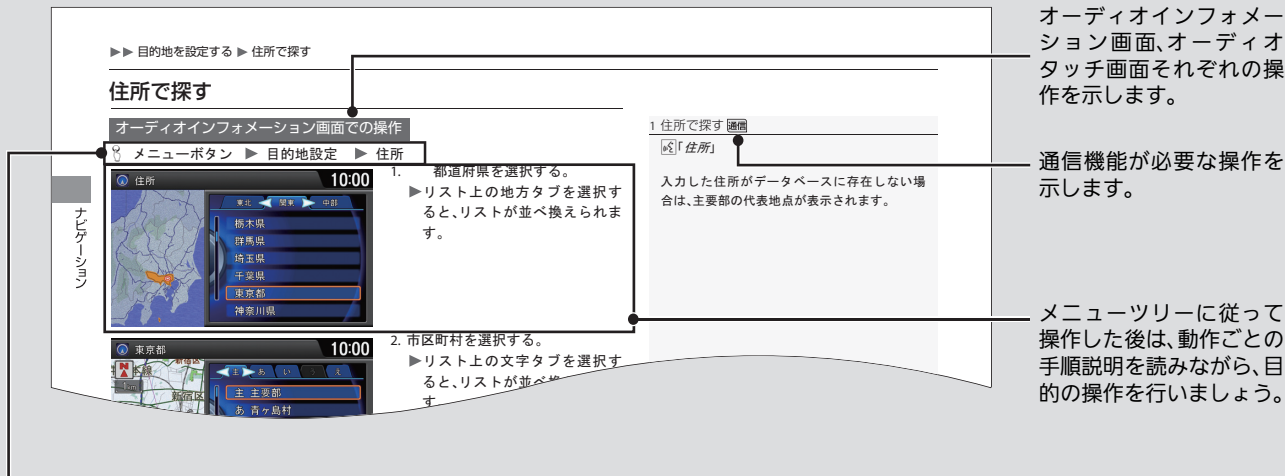 ▶▶ 目的地を設定する ▶ 住所で探す
住所で探す
オーディオインフォメーション画面での操作
メニューボタン ▶ 目的地設定 ▶ 住所
住所 10:00
東北 関東 中部
栃木県
群馬県
埼玉県
千葉県
東京都
神奈川県
1. 都道府県を選択する。
▶リスト上の地方タブを選択す
ると、リストが並べ換えられま
す。
東京都 10:00
新宿区
1km
主 あ い う え
主 主要部
あ 青ヶ島村
2. 市区町村を選択する。
▶リスト上の文字タブを選択す
ると、リストが並べ
す
ナビゲーション
1 住所で探す 通信
「住所」
入力した住所がデータベースに存在しない場
合は、主要部の代表地点が表示されます。
オーディオインフォメー
ション画面、オーディオ
タッチ画面それぞれの操
作を示します。
通信機能が必要な操作を
示します。
メニューツリーに従って
操作した後は、動作ごとの
手順説明を読みながら、目
的の操作を行いましょう。